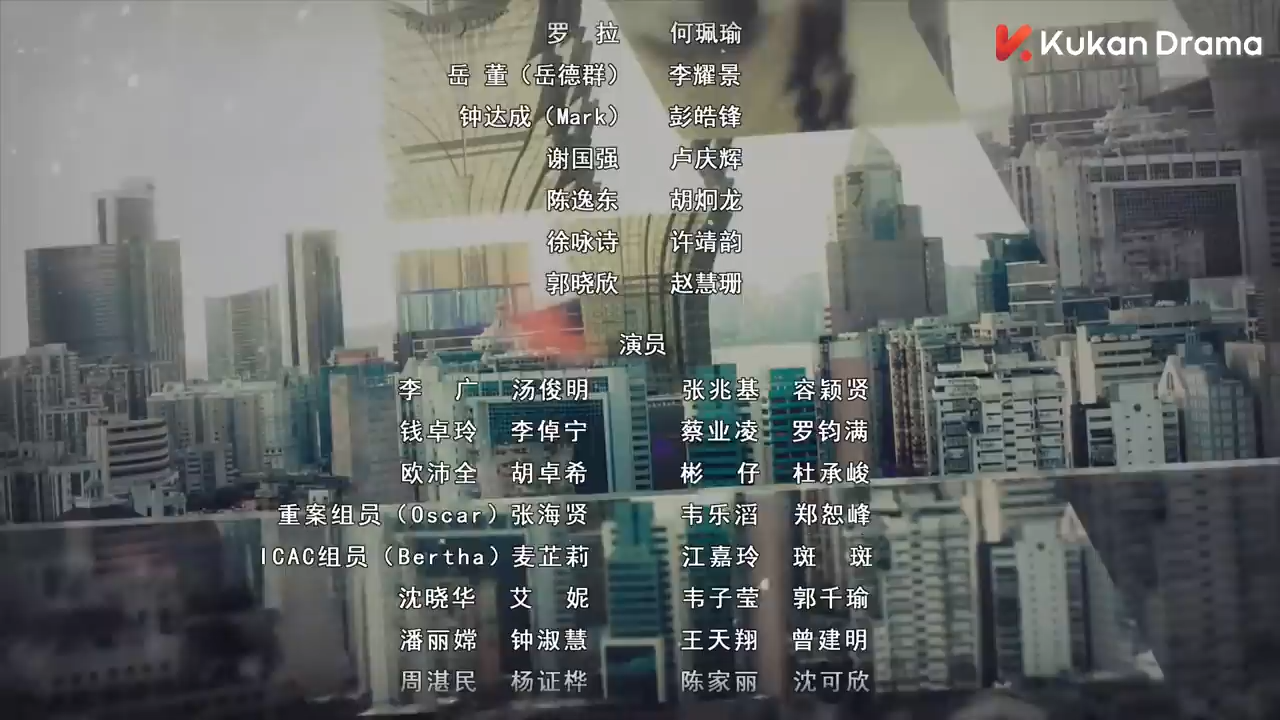 Kukan Drama
罗 拉 何珮瑜
岳 董（岳德群） 李耀景
钟达成（Mark） 彭皓锋
谢国强 卢庆辉
陈逸东 胡炯龙
徐咏诗 许靖韵
郭晓欣 赵慧珊
演员
李 广 汤俊明 张兆基 容颖贤
钱卓玲 李倬宁 蔡业凌 罗钧满
欧沛全 胡卓希 彬 仔 杜承峻
重案组员（Oscar）张海贤 韦乐滔 郑恕峰
ICAC组员（Bertha）麦芷莉 江嘉玲 斑 斑
沈晓华 艾 妮 韦子莹 郭千瑜
潘丽嫦 钟淑慧 王天翔 曾建明
周湛民 杨证桦 陈家丽 沈可欣